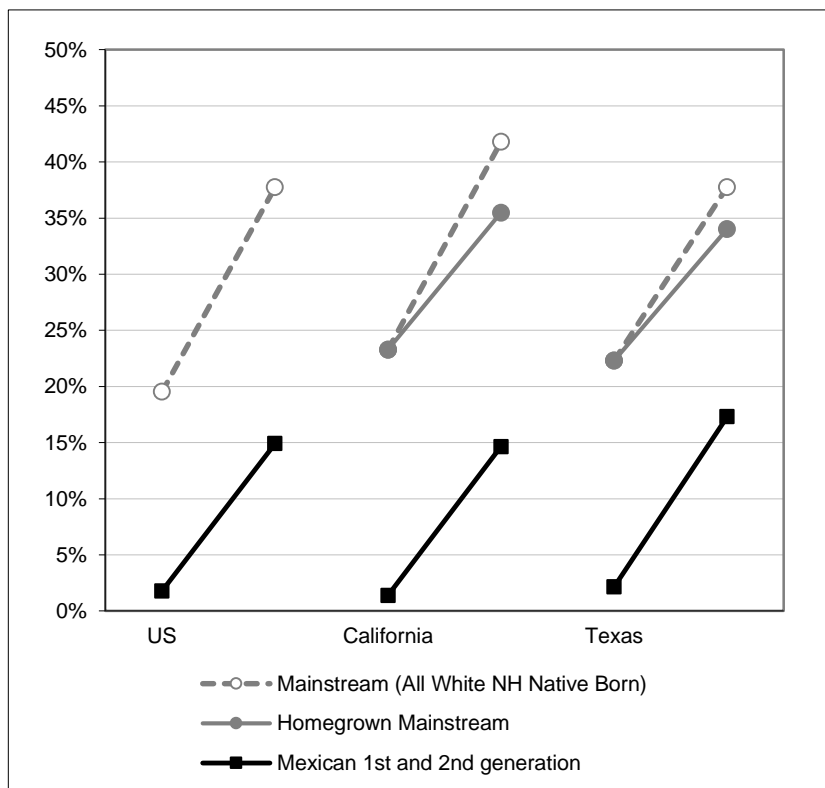 50%
45%
40%
35%
30%
25%
20%
15%
10%
5%
0%
US California Texas
Mainstream (All White NH Native Born)
Homegrown Mainstream
Mexican 1st and 2nd generation